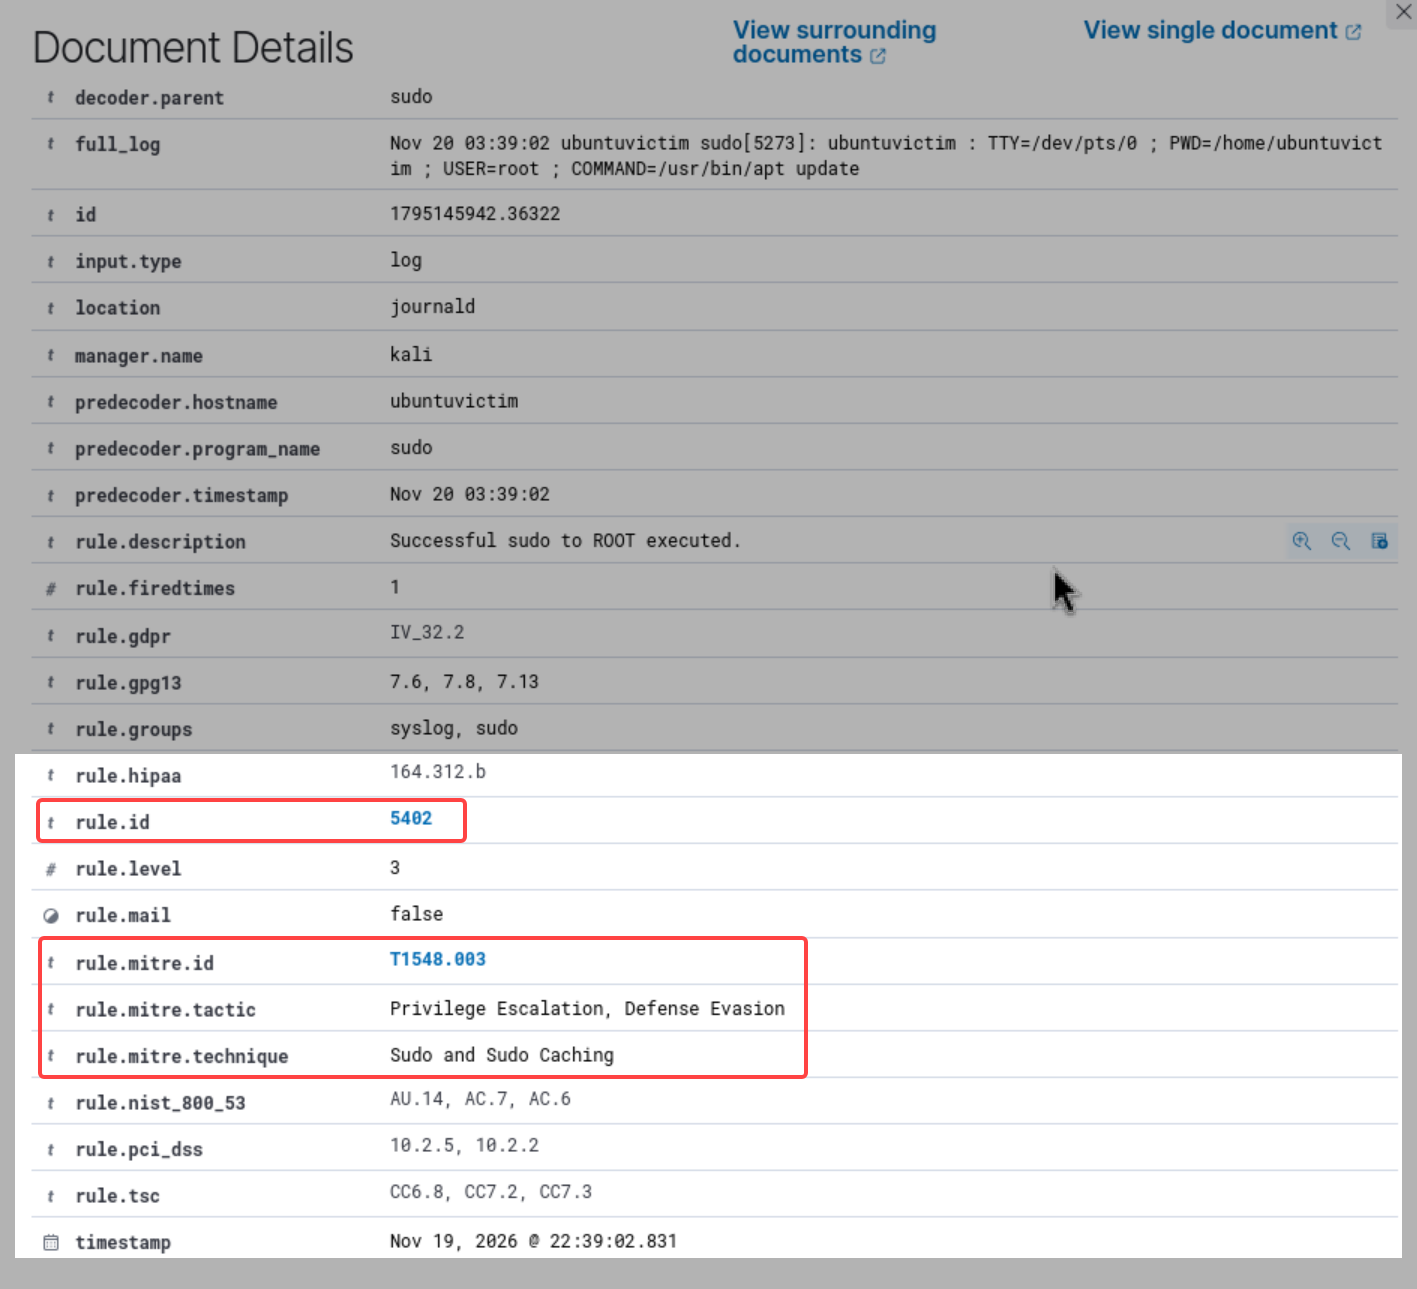 Document Details
View surrounding
documents
View single document
t decoder.parent sudo
t full_log Nov 20 03:39:02 ubuntuvictim sudo[5273]: ubuntuvictim : TTY=/dev/pts/0 ; PWD=/home/ubuntuvict
im ; USER=root ; COMMAND=/usr/bin/apt update
t id 1795145942.36322
t input.type log
t location journald
t manager.name kali
t predecoder.hostname ubuntuvictim
t predecoder.program_name sudo
t predecoder.timestamp Nov 20 03:39:02
t rule.description Successful sudo to ROOT executed.
# rule.firedtimes 1
t rule.gdpr IV_32.2
t rule.gpg13 7.6, 7.8, 7.13
t rule.groups syslog, sudo
t rule.hipaa 164.312.b
t rule.id 5402
# rule.level 3
rule.mail false
t rule.mitre.id T1548.003
t rule.mitre.tactic Privilege Escalation, Defense Evasion
t rule.mitre.technique Sudo and Sudo Caching
t rule.nist_800_53 AU.14, AC.7, AC.6
t rule.pci_dss 10.2.5, 10.2.2
t rule.tsc CC6.8, CC7.2, CC7.3
timestamp Nov 19, 2026 @ 22:39:02.831